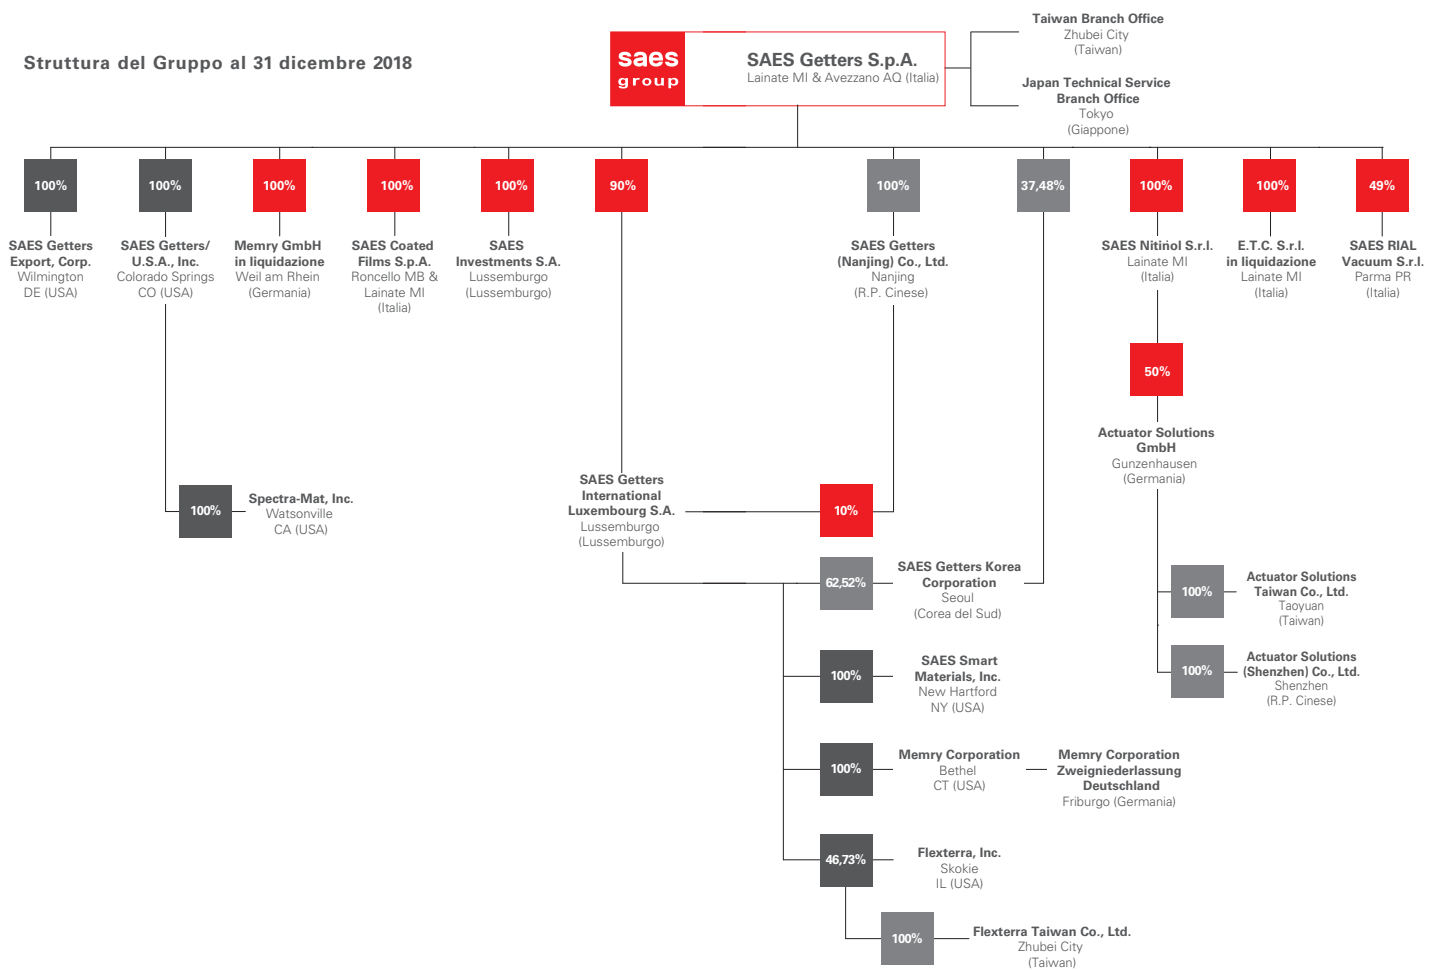 Struttura del Gruppo al 31 dicembre 2018
saes
group
SAES Getters S.p.A.
Lainate MI & Avezzano AQ (Italia)
Taiwan Branch Office
Zhubei City
(Taiwan)
Japan Technical Service
Branch Office
Tokyo
(Giappone)
100%
100%
100%
100%
100%
90%
100%
37,48%
100%
100%
49%
SAES Getters
Export, Corp.
Wilmington
DE (USA)
SAES Getters/
U.S.A., Inc.
Colorado Springs
CO (USA)
Memry GmbH
in liquidazione
Weil am Rhein
(Germania)
SAES Coated
Films S.p.A.
Roncello MB &
Lainate MI
(Italia)
SAES
Investments S.A.
Lussemburgo
(Lussemburgo)
SAES Getters
(Nanjing) Co., Ltd.
Nanjing
(R.P. Cinese)
SAES Nitinol S.r.l.
Lainate MI
(Italia)
E.T.C. S.r.l.
in liquidazione
Lainate MI
(Italia)
SAES RIAL
Vacuum S.r.l.
Parma PR
(Italia)
50%
Actuator Solutions
GmbH
Gunzenhausen
(Germania)
100%
Spectra-Mat, Inc.
Watsonville
CA (USA)
SAES Getters
International
Luxembourg S.A.
Lussemburgo
(Lussemburgo)
10%
62,52%
SAES Getters Korea
Corporation
Seoul
(Corea del Sud)
100%
Actuator Solutions
Taiwan Co., Ltd.
Taoyuan
(Taiwan)
100%
SAES Smart
Materials, Inc.
New Hartford
NY (USA)
100%
Actuator Solutions
(Shenzhen) Co., Ltd.
Shenzhen
(R.P. Cinese)
100%
Memry Corporation
Bethel
CT (USA)
Memry Corporation
Zweigniederlassung
Deutschland
Friburgo (Germania)
46,73%
Flexterra, Inc.
Skokie
IL (USA)
100%
Flexterra Taiwan Co., Ltd.
Zhubei City
(Taiwan)